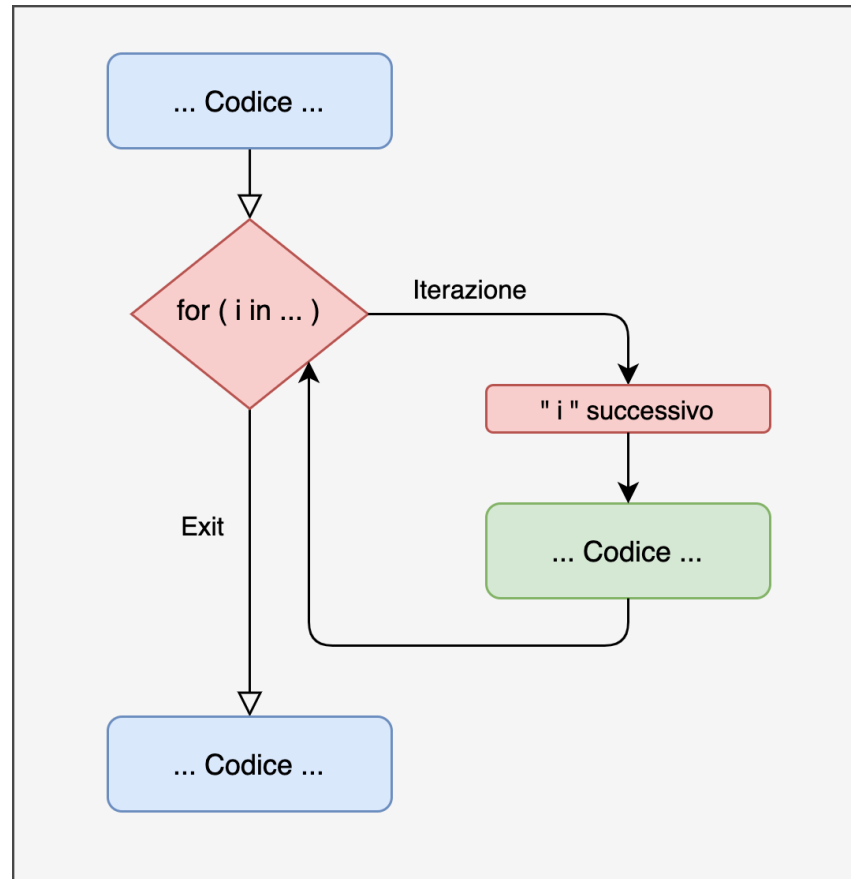 ... Codice ...
for ( i in ... )
Iterazione
" i " successivo
... Codice ...
Exit
... Codice ...